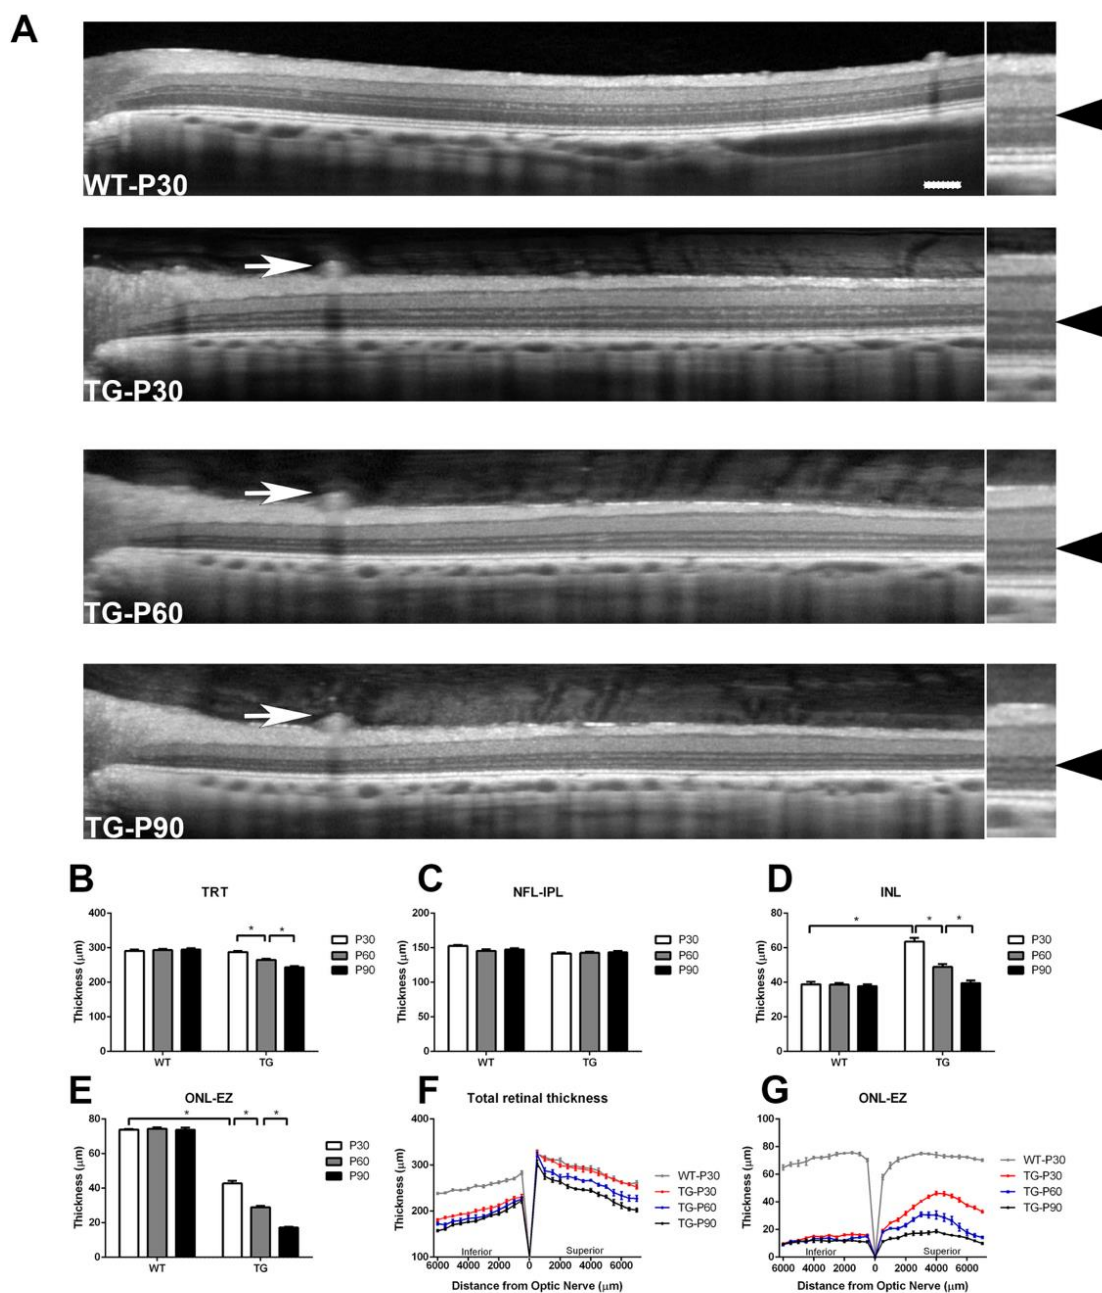 A
WT-P30
TG-P30
TG-P60
TG-P90
B
TRT
Thickness (μm)
400
300
200
100
0
WT
TG
*
*
P30
P60
P90
C
NFL-IPL
Thickness (μm)
200
150
100
50
0
WT
TG
P30
P60
P90
D
INL
Thickness (μm)
80
60
40
20
0
WT
TG
*
*
*
P30
P60
P90
E
ONL-EZ
Thickness (μm)
80
60
40
20
0
WT
TG
*
*
*
P30
P60
P90
F
Total retinal thickness
Thickness (μm)
400
300
200
100
Inferior
Superior
6000 4000 2000 0 2000 4000 6000
Distance from Optic Nerve (μm)
WT-P30
TG-P30
TG-P60
TG-P90
G
ONL-EZ
Thickness (μm)
100
80
60
40
20
0
Inferior
Superior
6000 4000 2000 0 2000 4000 6000
Distance from Optic Nerve (μm)
WT-P30
TG-P30
TG-P60
TG-P90